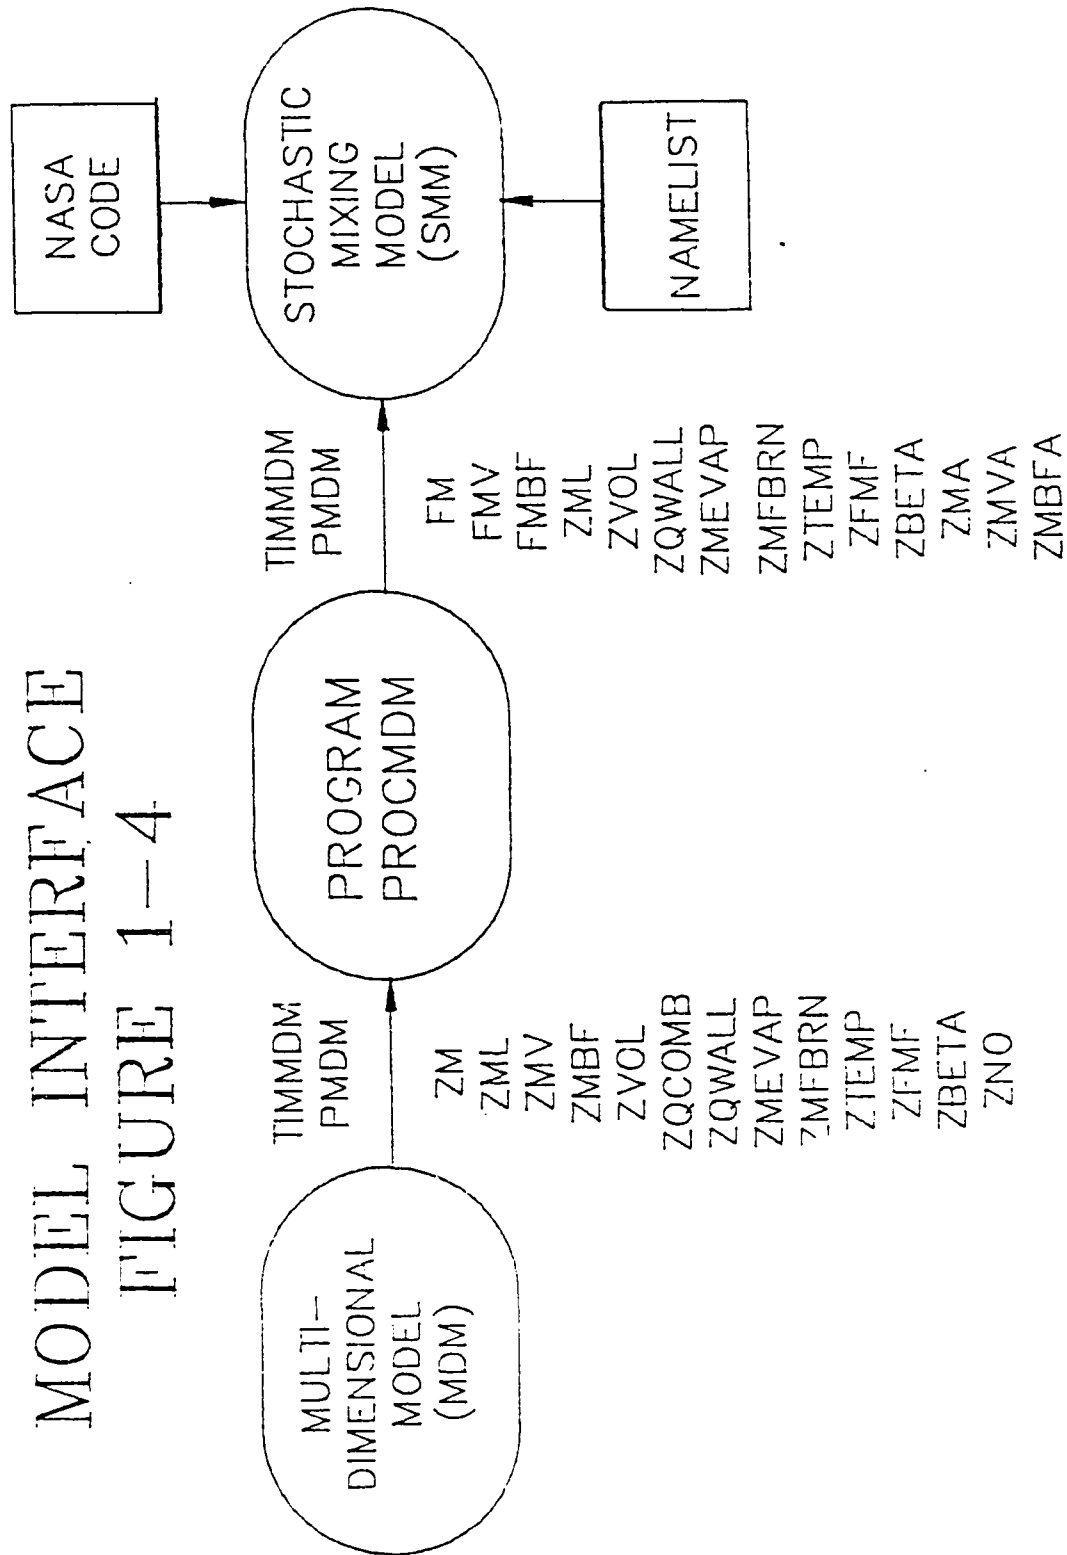 MODEL INTERFACE
FIGURE 1-4
MULTI-
DIMENSIONAL
MODEL
(MDM)
TIMMDM
PMDM
ZM
ZML
ZMV
ZMBF
ZVOL
ZQCOMB
ZQWALL
ZMEVAP
ZMFBRN
ZTEMP
ZFMF
ZBETA
ZNO
PROGRAM
PROCMDM
TIMMDM
PMDM
FM
FMV
FMBF
ZML
ZVOL
ZQWALL
ZMEVAP
ZMFBRN
ZTEMP
ZFMF
ZBETA
ZMA
ZMVA
ZMBFA
NASA
CODE
STOCHASTIC
MIXING
MODEL
(SMM)
NAMELIST